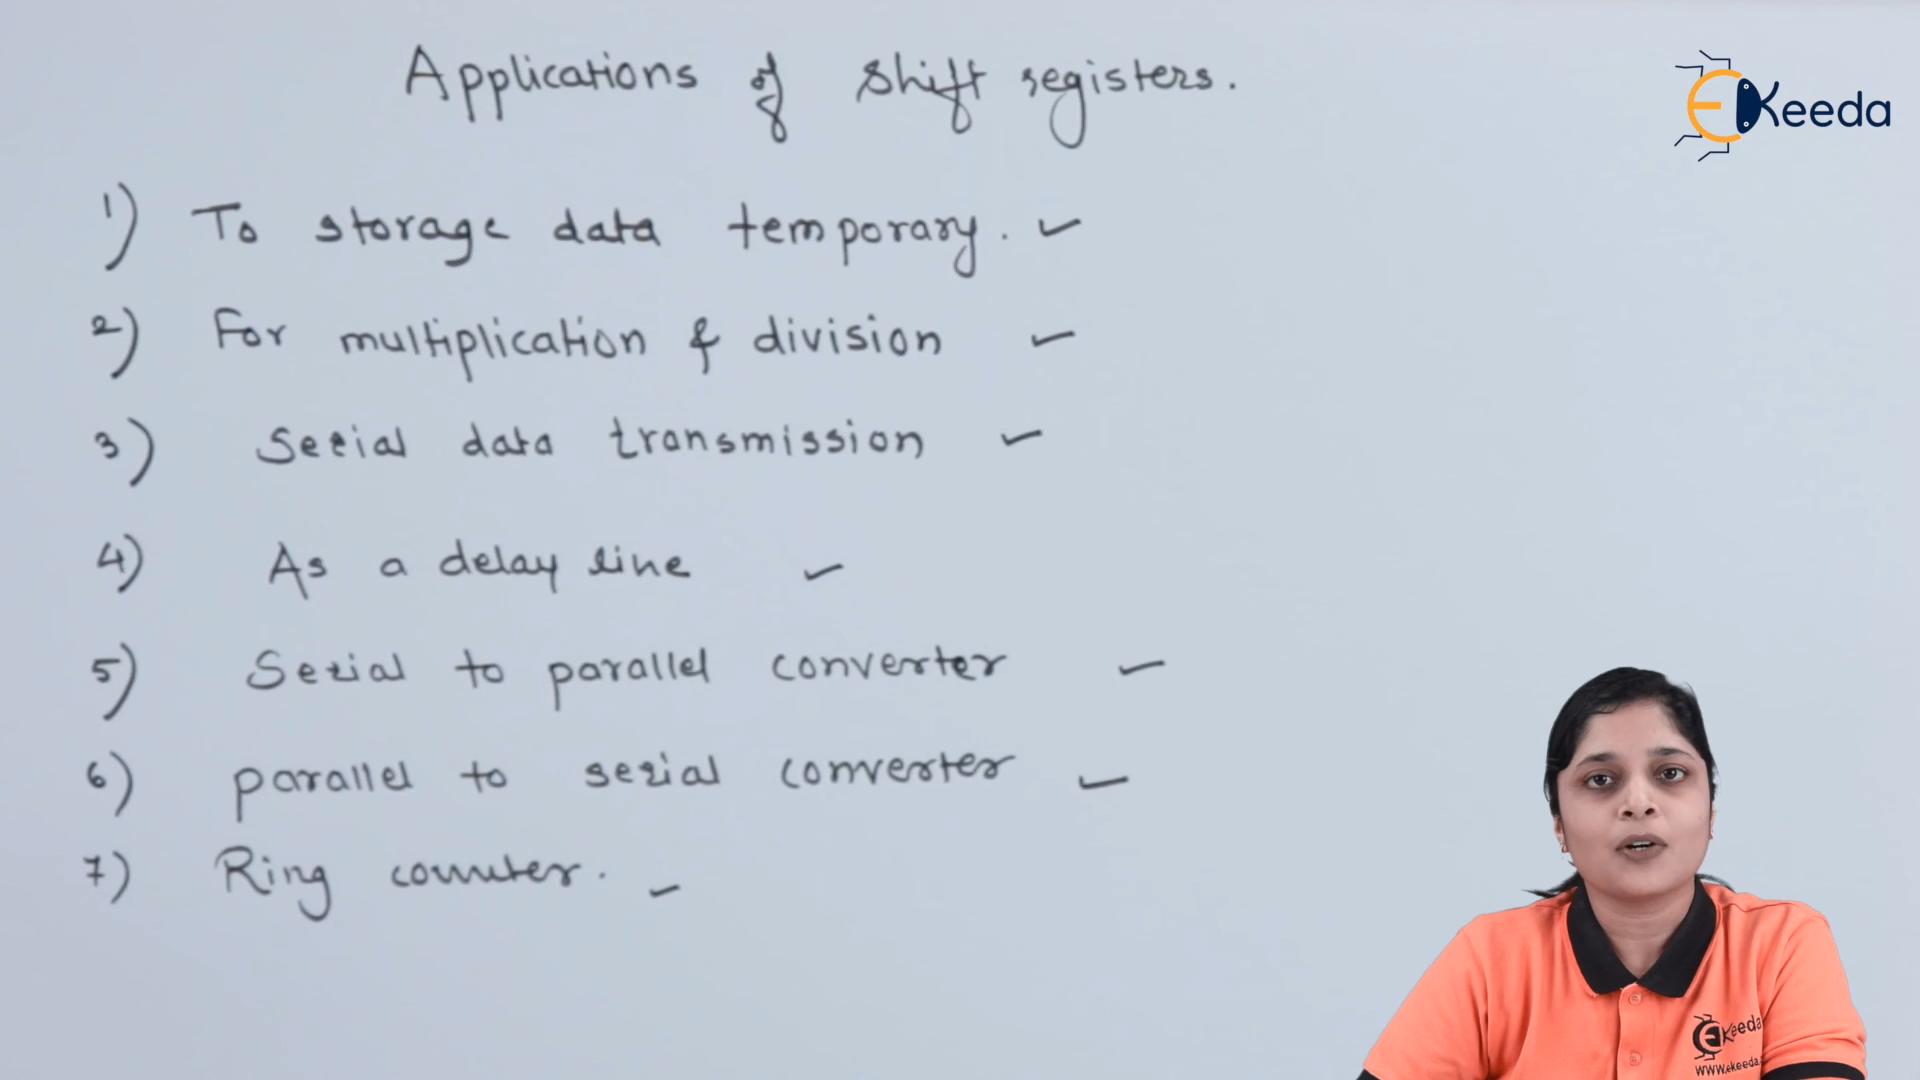 Applications of Shift registers.
EKeeda
1) To storage data temporary.
2) For multiplication & division
3) Serial data transmission
4) As a delay line
5) Serial to parallel converter
6) parallel to serial converter
7) Ring counter.
EKeeda
www.ekeeda.